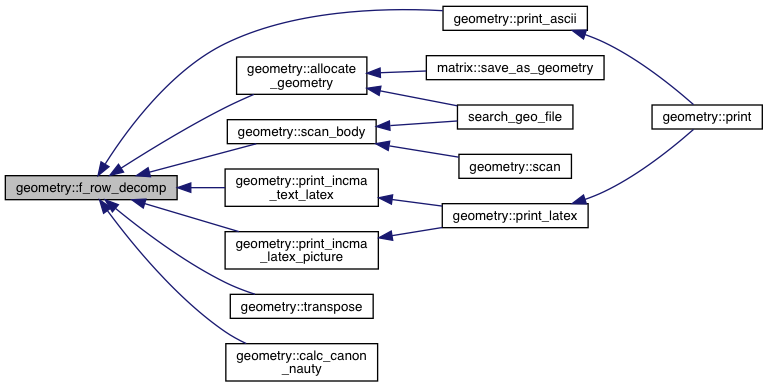 geometry::print_ascii
geometry::allocate
_geometry
matrix::save_as_geometry
search_geo_file
geometry::print
geometry::scan_body
geometry::scan
geometry::f_row_decomp
geometry::print_incma
_text_latex
geometry::print_latex
geometry::print_incma
_latex_picture
geometry::transpose
geometry::calc_canon
_nauty